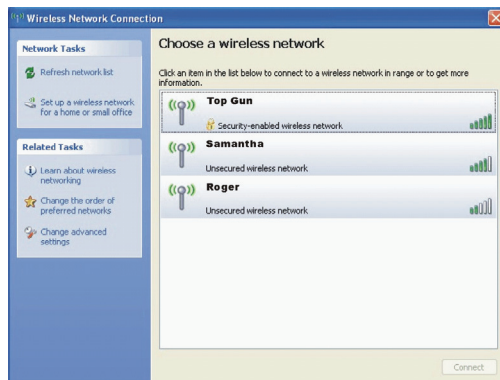 Wireless Network Connection
Network Tasks
Refresh network list
Set up a wireless network
for a home or small office
Related Tasks
Learn about wireless
networking
Change the order of
preferred networks
Change advanced
settings
Choose a wireless network
Click an item in the list below to connect to a wireless network in range or to get more
information.
Top Gun
Security-enabled wireless network
Samantha
Unsecured wireless network
Roger
Unsecured wireless network
Connect